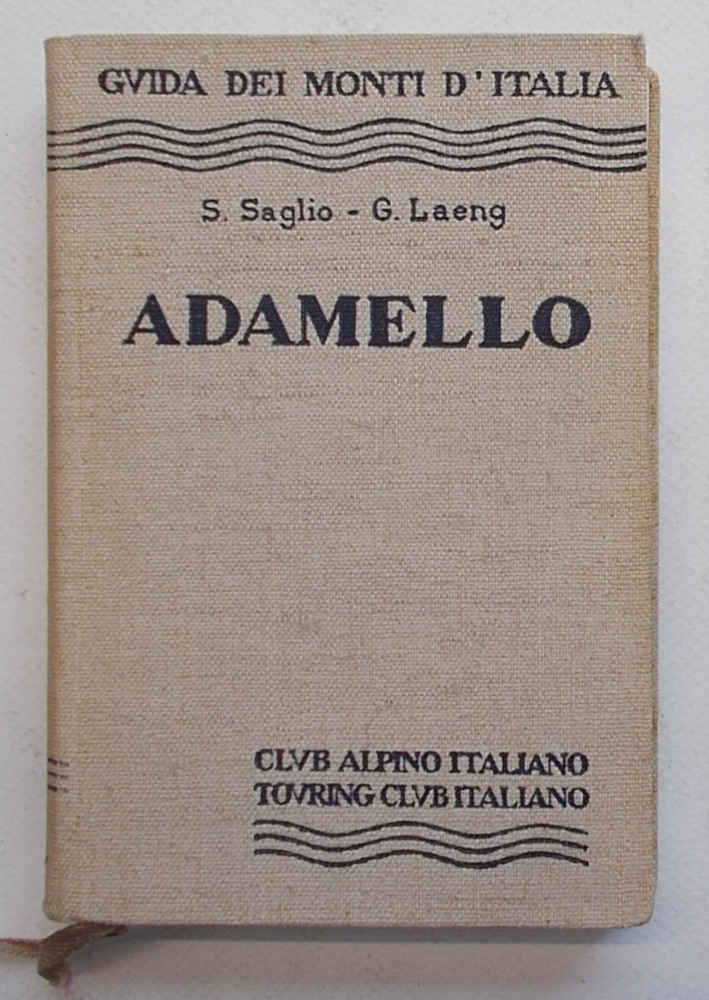 GVIDA DEI MONTI D'ITALIA
S. Saglio - G. Laeng
ADAMELLO
CLVB ALPINO ITALIANO
TOVRING CLVB ITALIANO